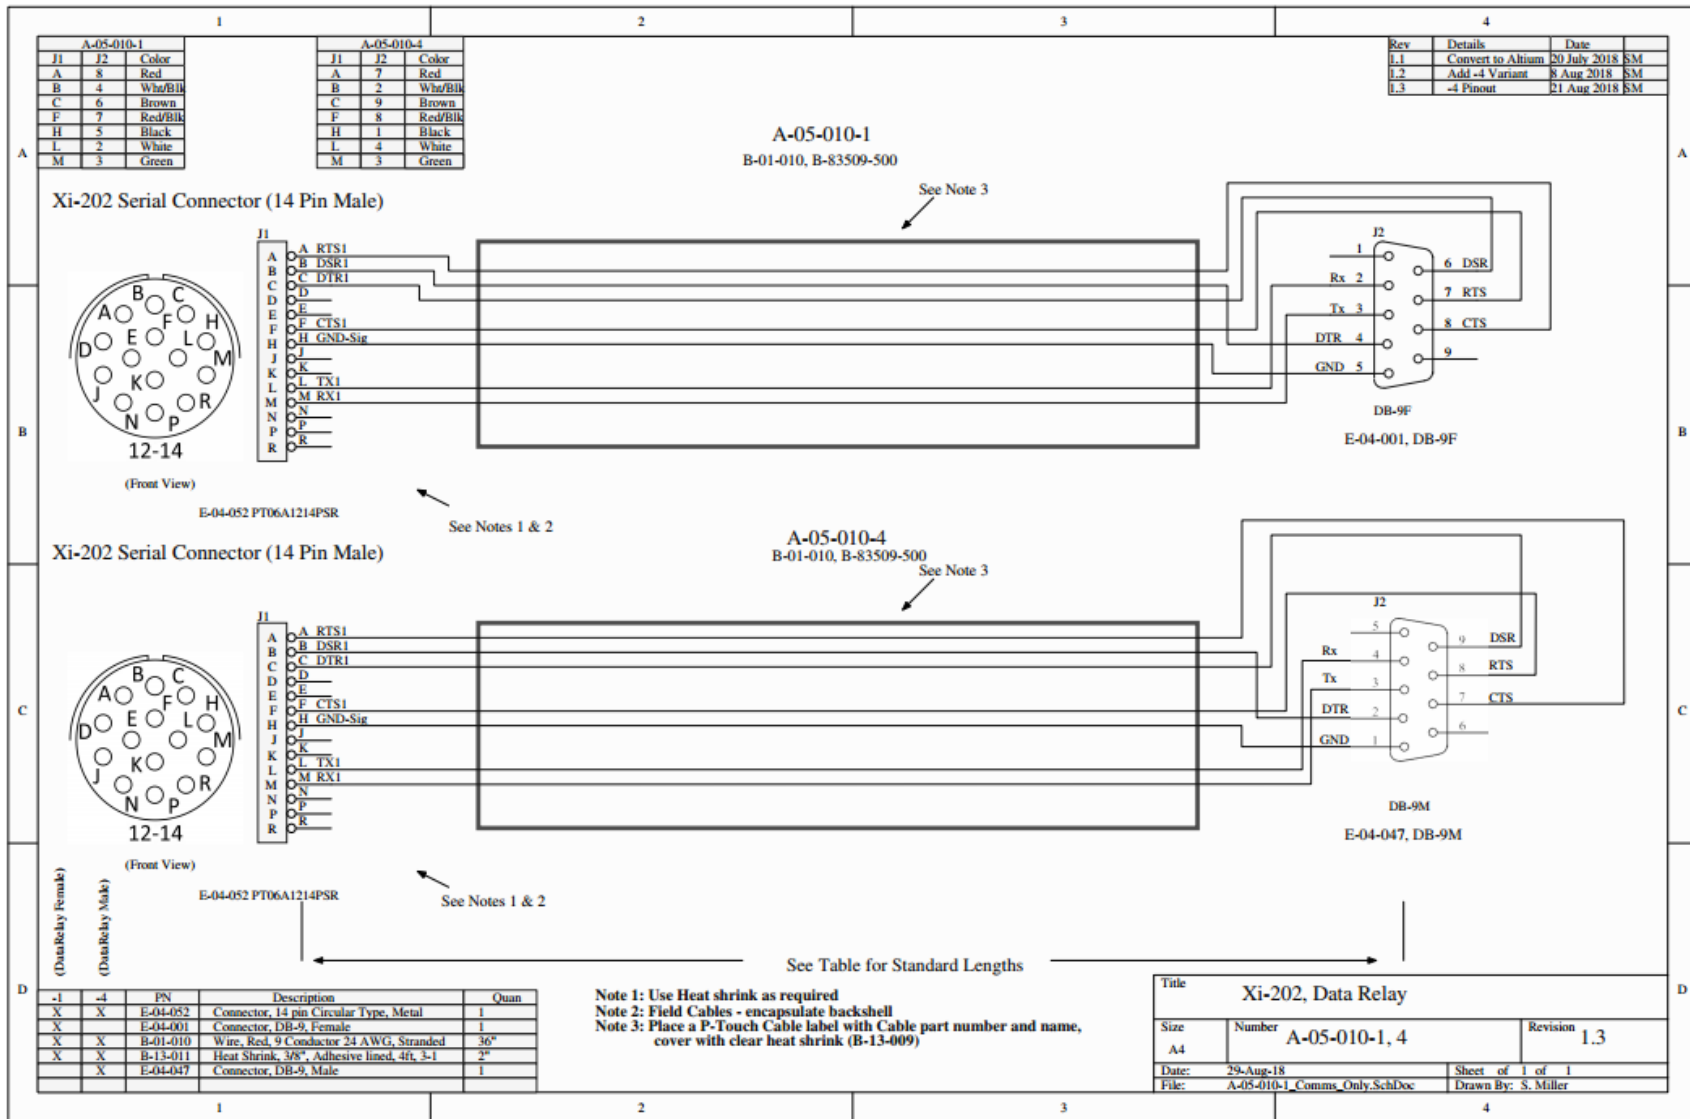 1 2 3 4
A-05-010-1
J1 J2 Color
A 8 Red
B 4 Wht/Blk
C 6 Brown
F 7 Red/Blk
H 5 Black
L 2 White
M 3 Green
A-05-010-4
J1 J2 Color
A 7 Red
B 2 Wht/Blk
C 9 Brown
F 8 Red/Blk
H 1 Black
L 4 White
M 3 Green
Rev Details Date
1.1 Convert to Altium 20 July 2018 SM
1.2 Add -4 Variant 8 Aug 2018 SM
1.3 -4 Pinout 21 Aug 2018 SM
A A
A-05-010-1
B-01-010, B-83509-500
See Note 3
Xi-202 Serial Connector (14 Pin Male)
J1
A A RTS1
B B DSR1
C C DTR1
D D
E E
F F CTS1
H H GND-Sig
J J
K K
L L TX1
M M RX1
N N
P P
R R
B C
A F H
D E L M
J K R
N P
12-14
(Front View)
E-04-052 PT06A1214PSR
See Notes 1 & 2
J2
1
6 DSR
Rx 2
7 RTS
Tx 3
8 CTS
DTR 4
9
GND 5
DB-9F
E-04-001, DB-9F
B B
A-05-010-4
B-01-010, B-83509-500
See Note 3
Xi-202 Serial Connector (14 Pin Male)
J1
A A RTS1
B B DSR1
C C DTR1
D D
E E
F F CTS1
H H GND-Sig
J J
K K
L L TX1
M M RX1
N N
P P
R R
B C
A F H
D E L M
J K R
N P
12-14
(Front View)
E-04-052 PT06A1214PSR
See Notes 1 & 2
J2
5
9 DSR
Rx 4
8 RTS
Tx 3
7 CTS
DTR 2
6
GND 1
DB-9M
E-04-047, DB-9M
C C
See Table for Standard Lengths
(DataRelay Female)
(DataRelay Male)
-1 -4 PN Description Quan
X X E-04-052 Connector, 14 pin Circular Type, Metal 1
X E-04-001 Connector, DB-9, Female 1
X X B-01-010 Wire, Red, 9 Conductor 24 AWG, Stranded 36"
X X B-13-011 Heat Shrink, 3/8", Adhesive lined, 4ft, 3-1 2"
X E-04-047 Connector, DB-9, Male 1
Note 1: Use Heat shrink as required
Note 2: Field Cables - encapsulate backshell
Note 3: Place a P-Touch Cable label with Cable part number and name,
cover with clear heat shrink (B-13-009)
D D
Title
Xi-202, Data Relay
Size Number Revision
A4 A-05-010-1, 4 1.3
Date: 29-Aug-18 Sheet of 1 of 1
File: A-05-010-1_Comms_Only.SchDoc Drawn By: S. Miller
1 2 3 4